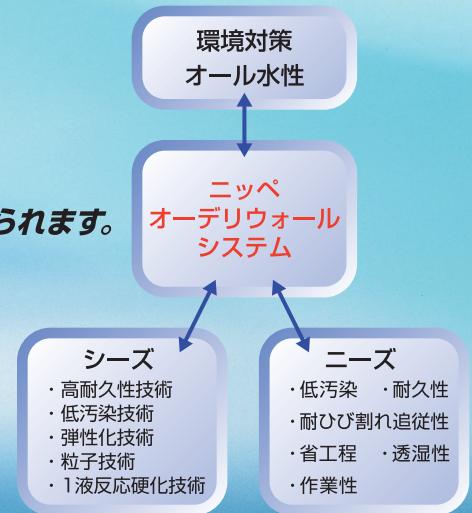 環境対策
オール水性
られます。
ニッペ
オーデリウォール
システム
シーズ
・高耐久性技術
・低汚染技術
・弾性化技術
・粒子技術
・1液反応硬化技術
ニーズ
・低汚染 ・耐久性
・耐ひび割れ追従性
・省工程 ・透湿性
・作業性